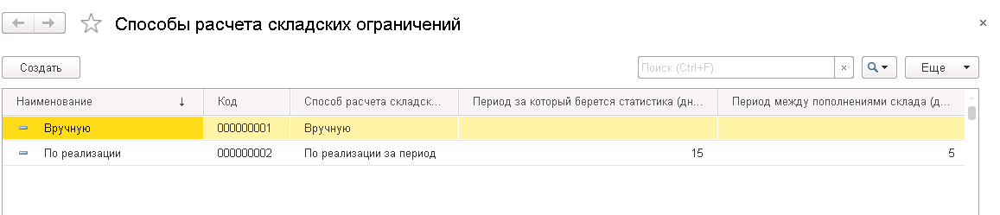 Способы расчета складских ограничений
Создать
Поиск (Ctrl+F)
Еще
Наименование Код Способ расчета складск... Период за который берется статистика (дн... Период между пополнениями склада (д...
Вручную 000000001 Вручную
По реализации 000000002 По реализации за период 15 5